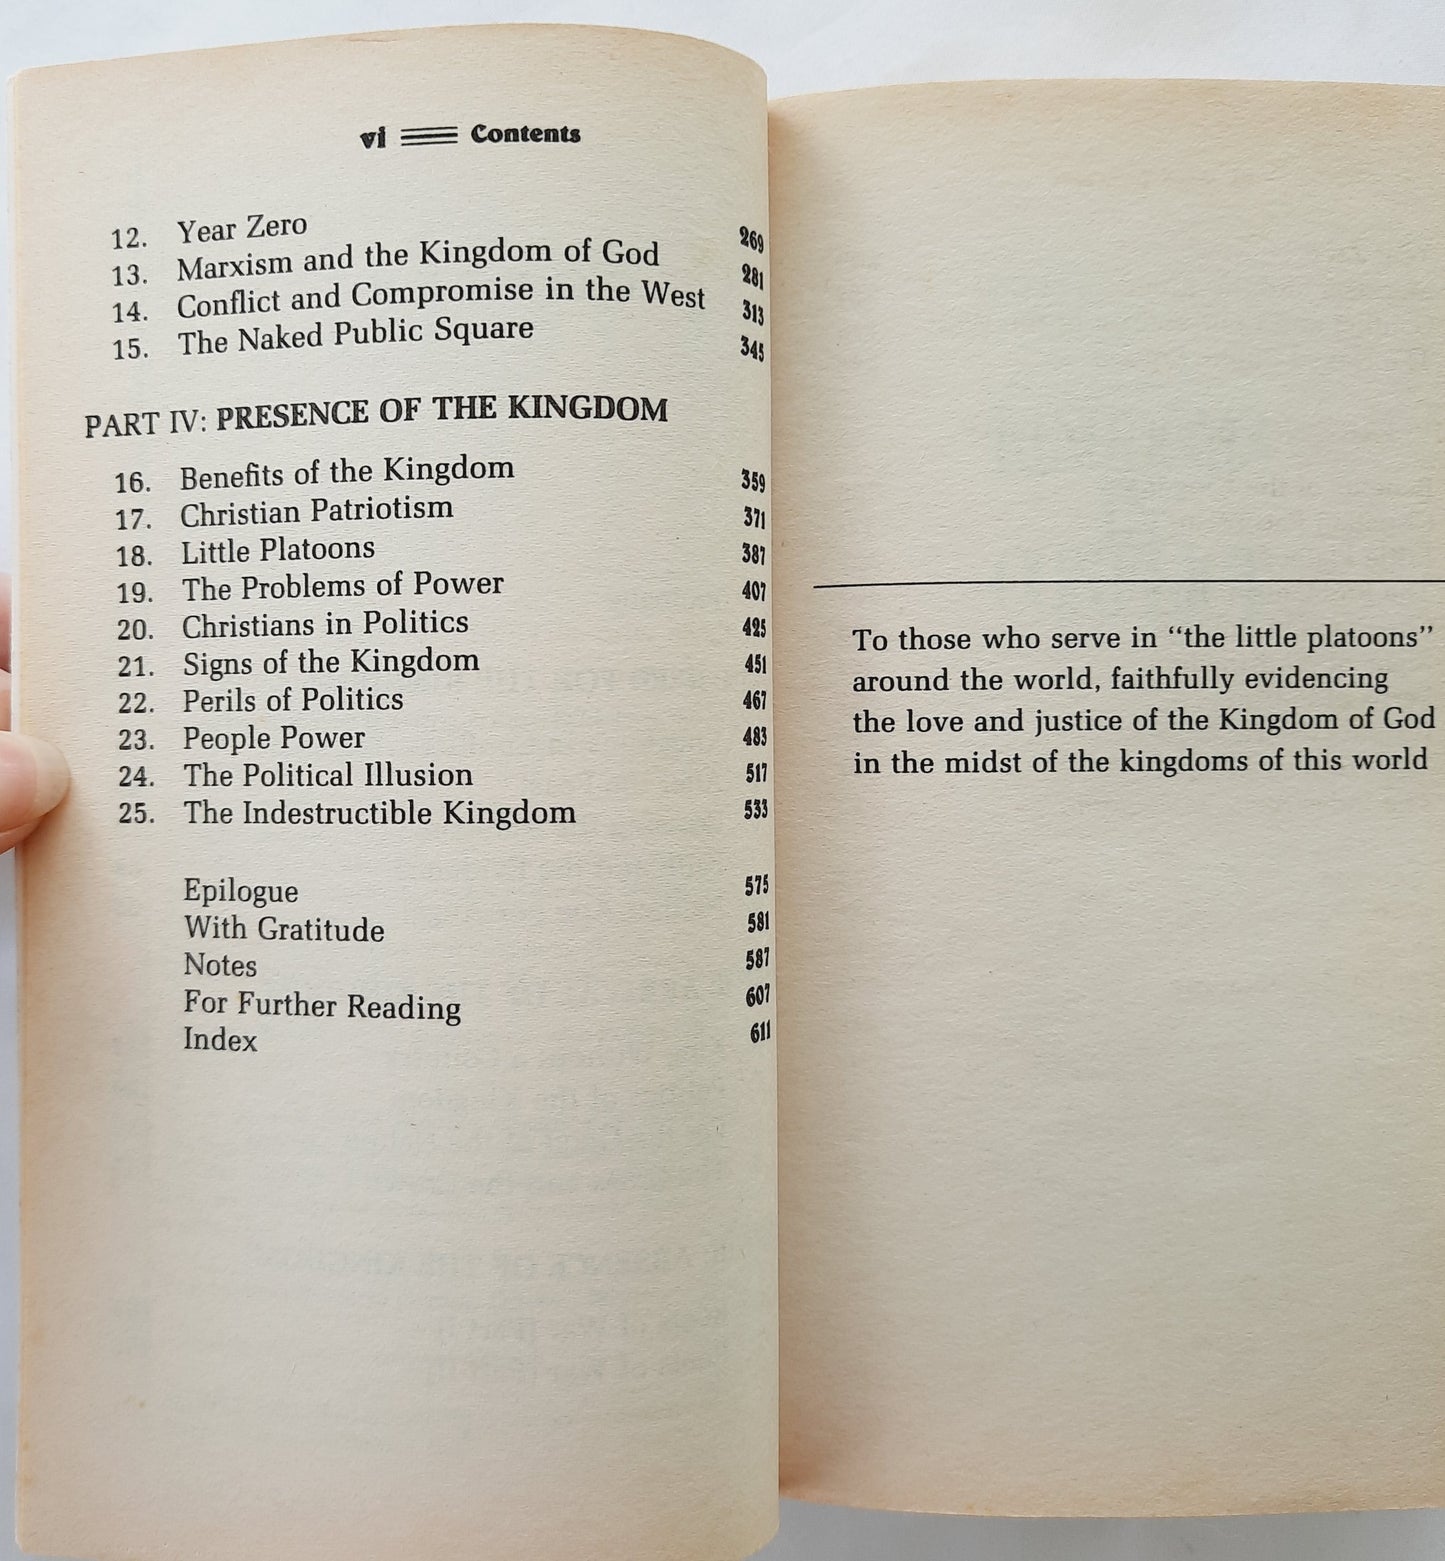 vi Contents
12. Year Zero 269
13. Marxism and the Kingdom of God 281
14. Conflict and Compromise in the West 313
15. The Naked Public Square 345
PART IV: PRESENCE OF THE KINGDOM
16. Benefits of the Kingdom 359
17. Christian Patriotism 371
18. Little Platoons 387
19. The Problems of Power 407
20. Christians in Politics 425
21. Signs of the Kingdom 451
22. Perils of Politics 467
23. People Power 483
24. The Political Illusion 517
25. The Indestructible Kingdom 533
Epilogue 575
With Gratitude 581
Notes 587
For Further Reading 607
Index 611
To those who serve in “the little platoons”
around the world, faithfully evidencing
the love and justice of the Kingdom of God
in the midst of the kingdoms of this world